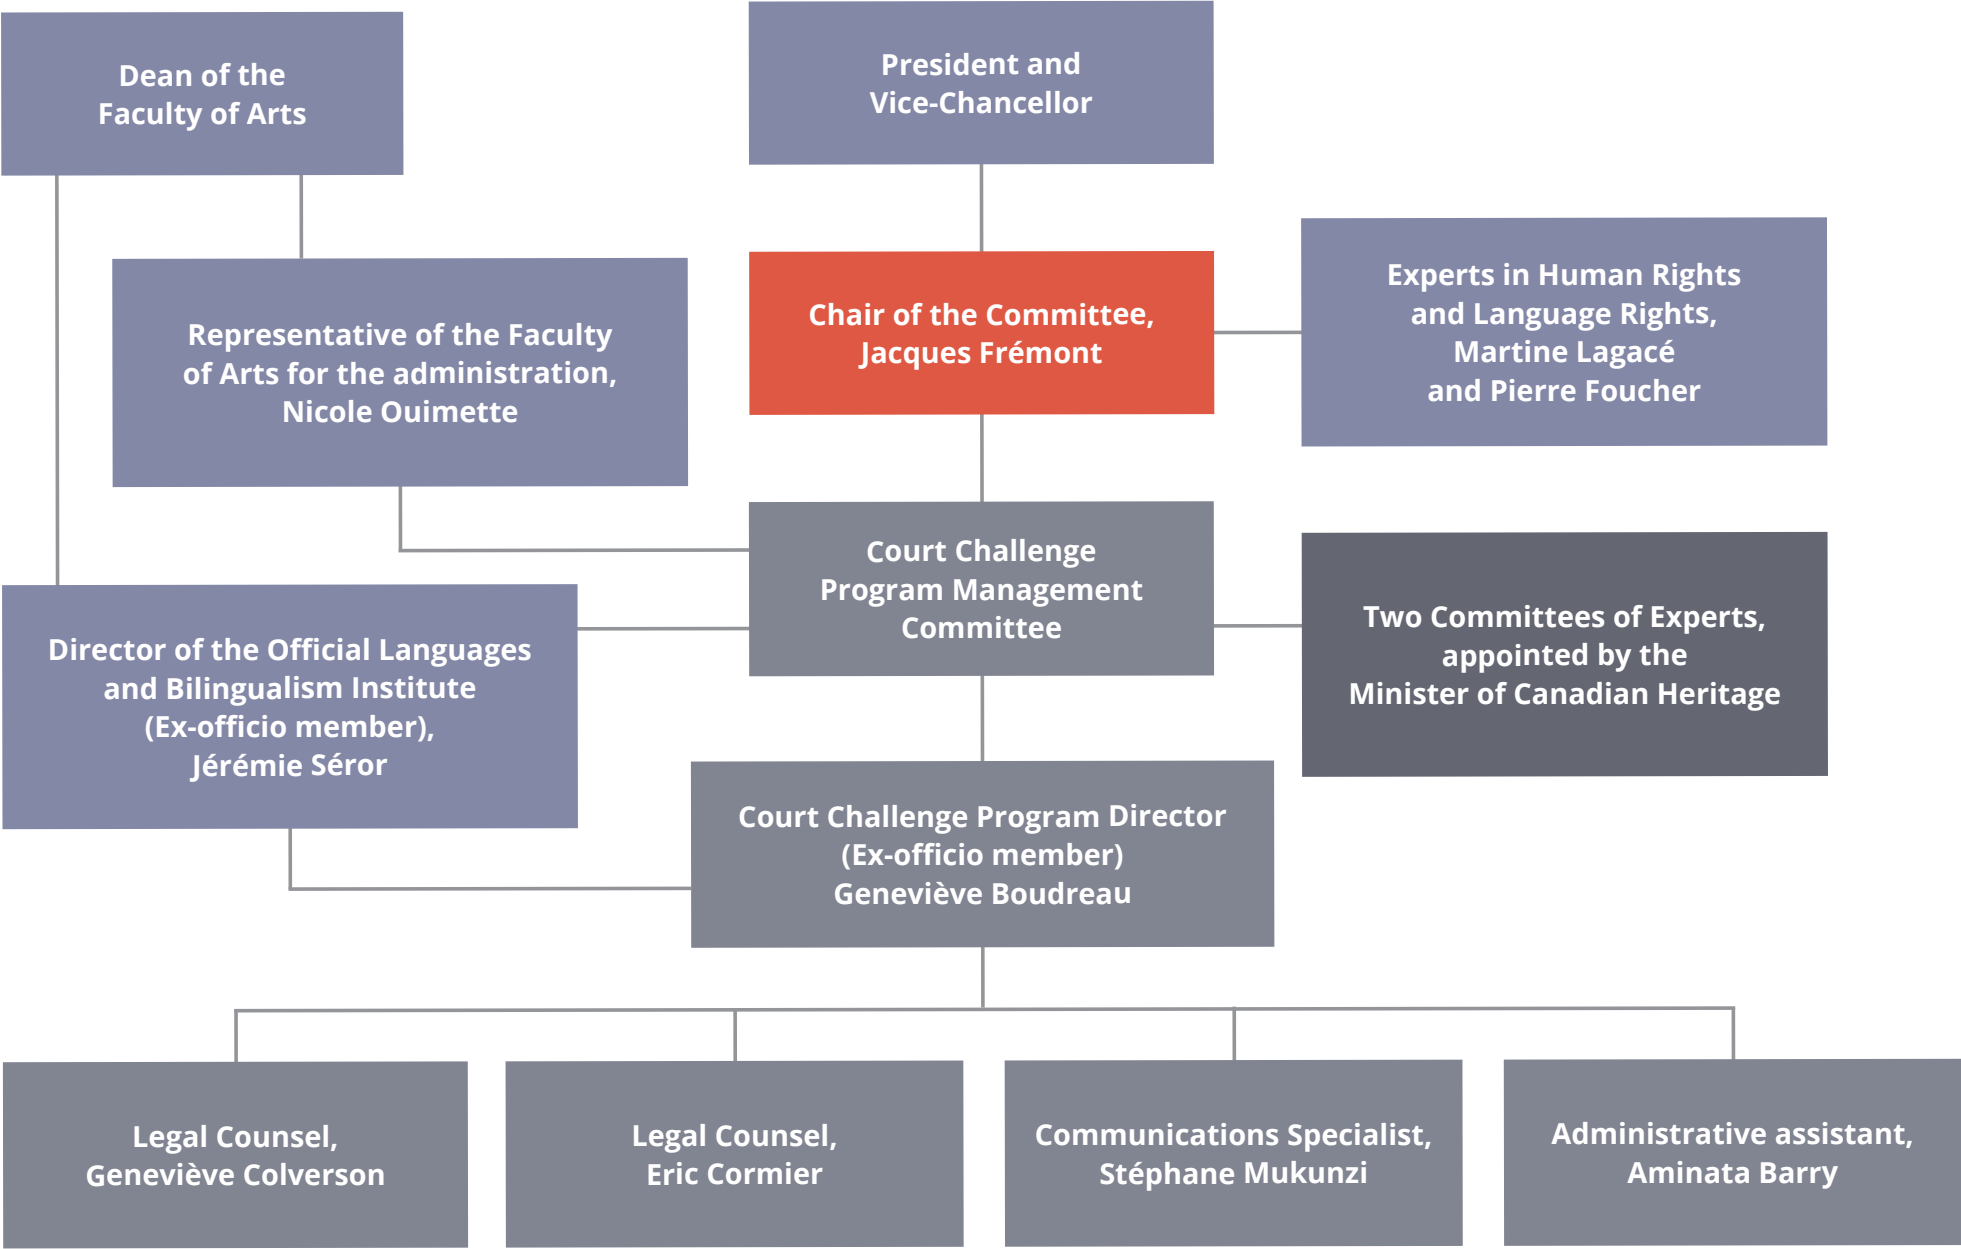 Dean of the
Faculty of Arts
President and
Vice-Chancellor
Representative of the Faculty
of Arts for the administration,
Nicole Ouimette
Chair of the Committee,
Jacques Frémont
Experts in Human Rights
and Language Rights,
Martine Lagacé
and Pierre Foucher
Court Challenge
Program Management
Committee
Two Committees of Experts,
appointed by the
Minister of Canadian Heritage
Director of the Official Languages
and Bilingualism Institute
(Ex-officio member),
Jérémie Séror
Court Challenge Program Director
(Ex-officio member)
Geneviève Boudreau
Legal Counsel,
Geneviève Colverson
Legal Counsel,
Eric Cormier
Communications Specialist,
Stéphane Mukunzi
Administrative assistant,
Aminata Barry